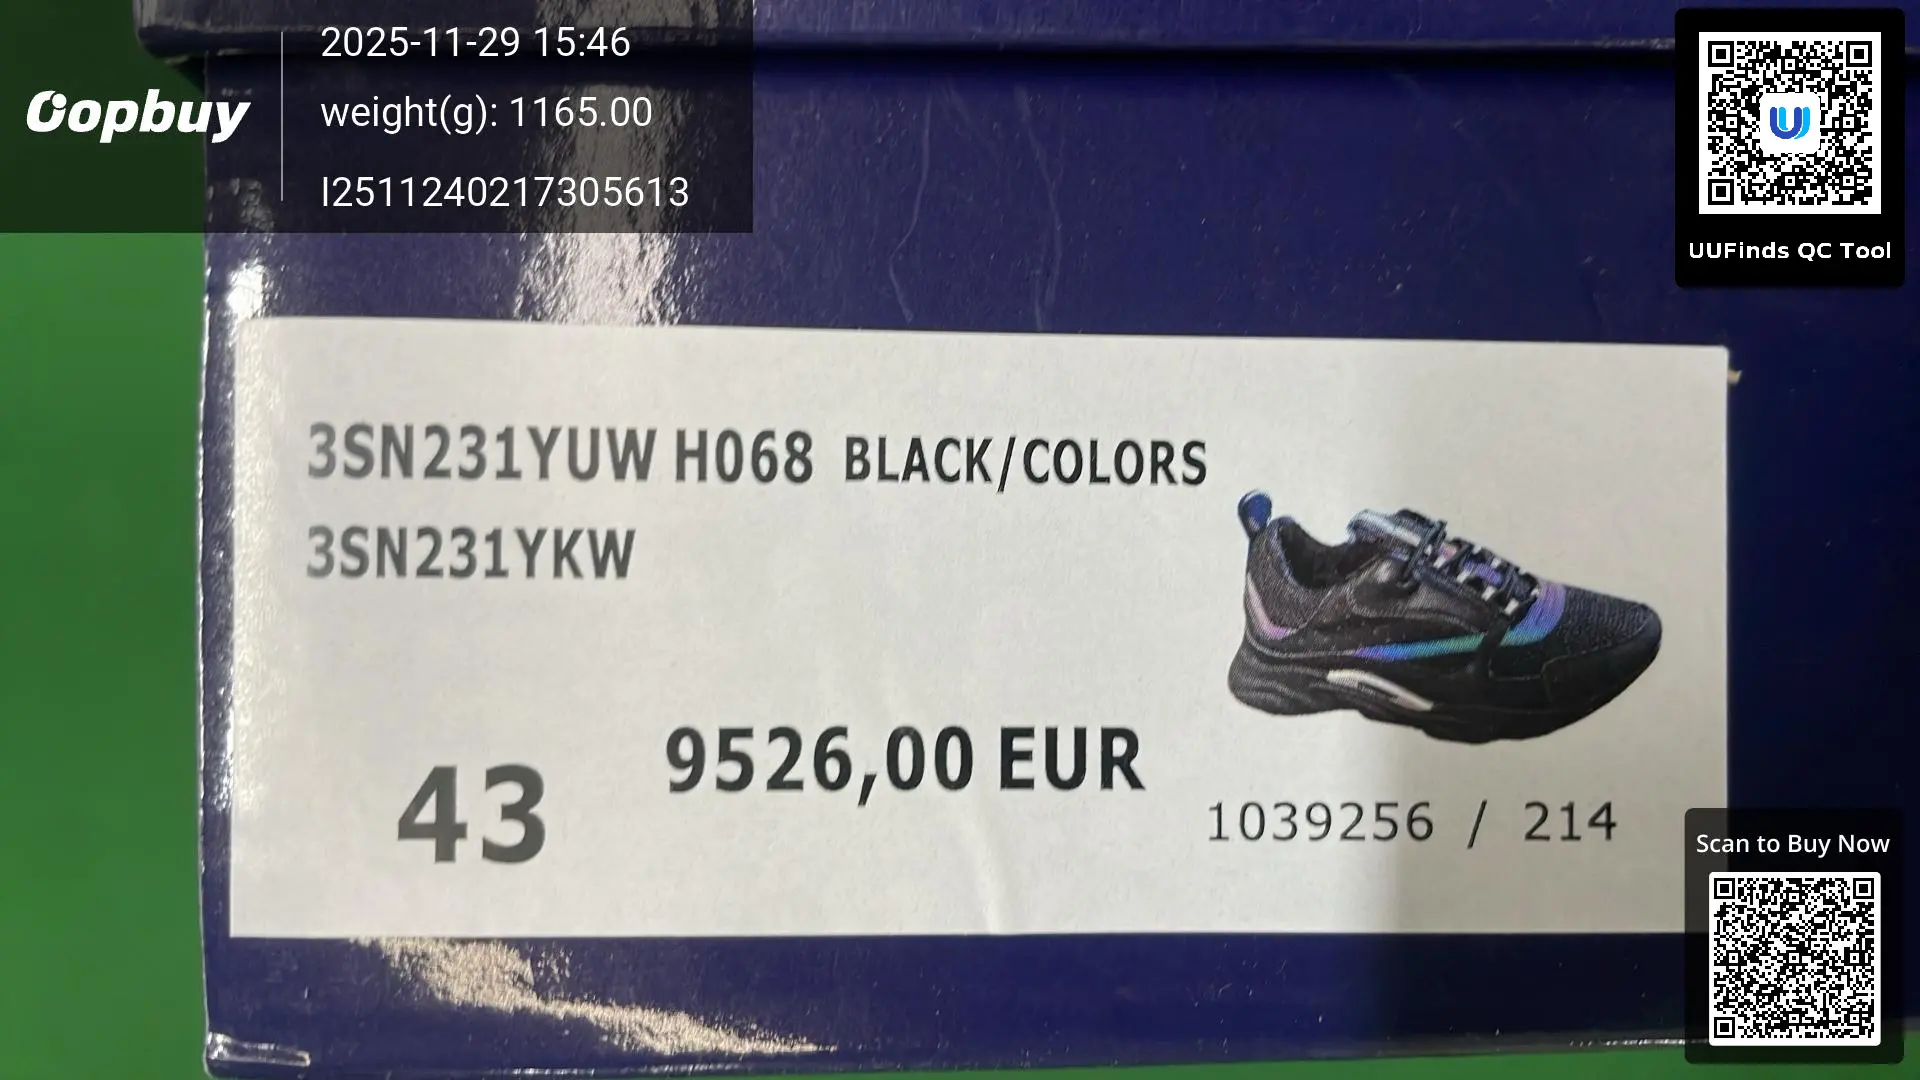 2025-11-29 15:46
Oopbuy
weight(g): 1165.00
I2511240217305613
UUFinds QC Tool
3SN231YUW H068 BLACK/COLORS
3SN231YKW
43
9526,00 EUR
1039256 / 214
Scan to Buy Now